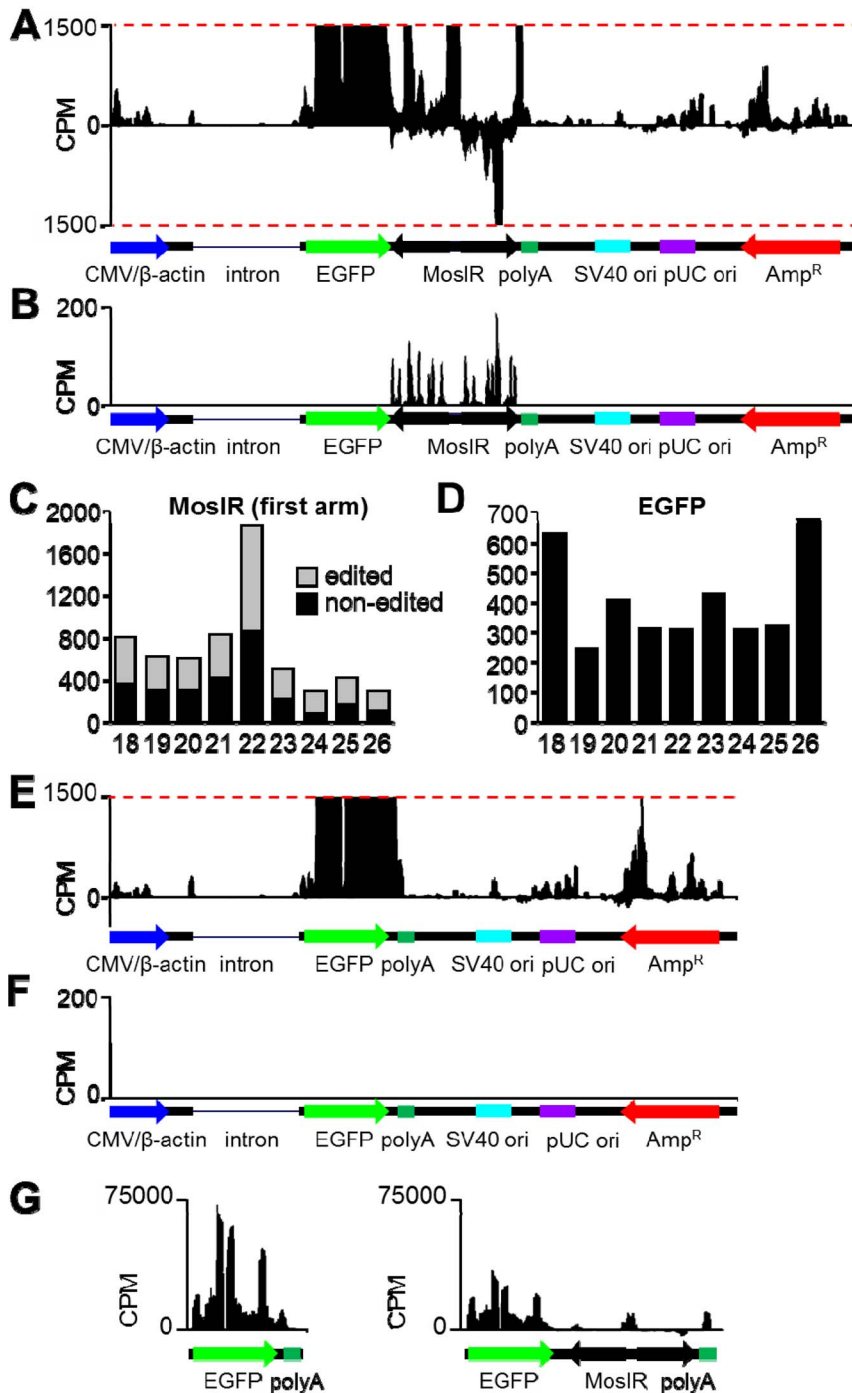 A
1500
CPM
0
1500
CMV/β-actin intron EGFP MosIR polyA SV40 ori pUC ori Amp^R
B
200
CPM
0
CMV/β-actin intron EGFP MosIR polyA SV40 ori pUC ori Amp^R
C
MosIR (first arm)
2000
1600
1200
800
400
0
edited
non-edited
18 19 20 21 22 23 24 25 26
D
EGFP
700
600
500
400
300
200
100
0
18 19 20 21 22 23 24 25 26
E
1500
CPM
0
CMV/β-actin intron EGFP polyA SV40 ori pUC ori Amp^R
F
200
CPM
0
CMV/β-actin intron EGFP polyA SV40 ori pUC ori Amp^R
G
75000
CPM
0
EGFP polyA
75000
CPM
0
EGFP MosIR polyA